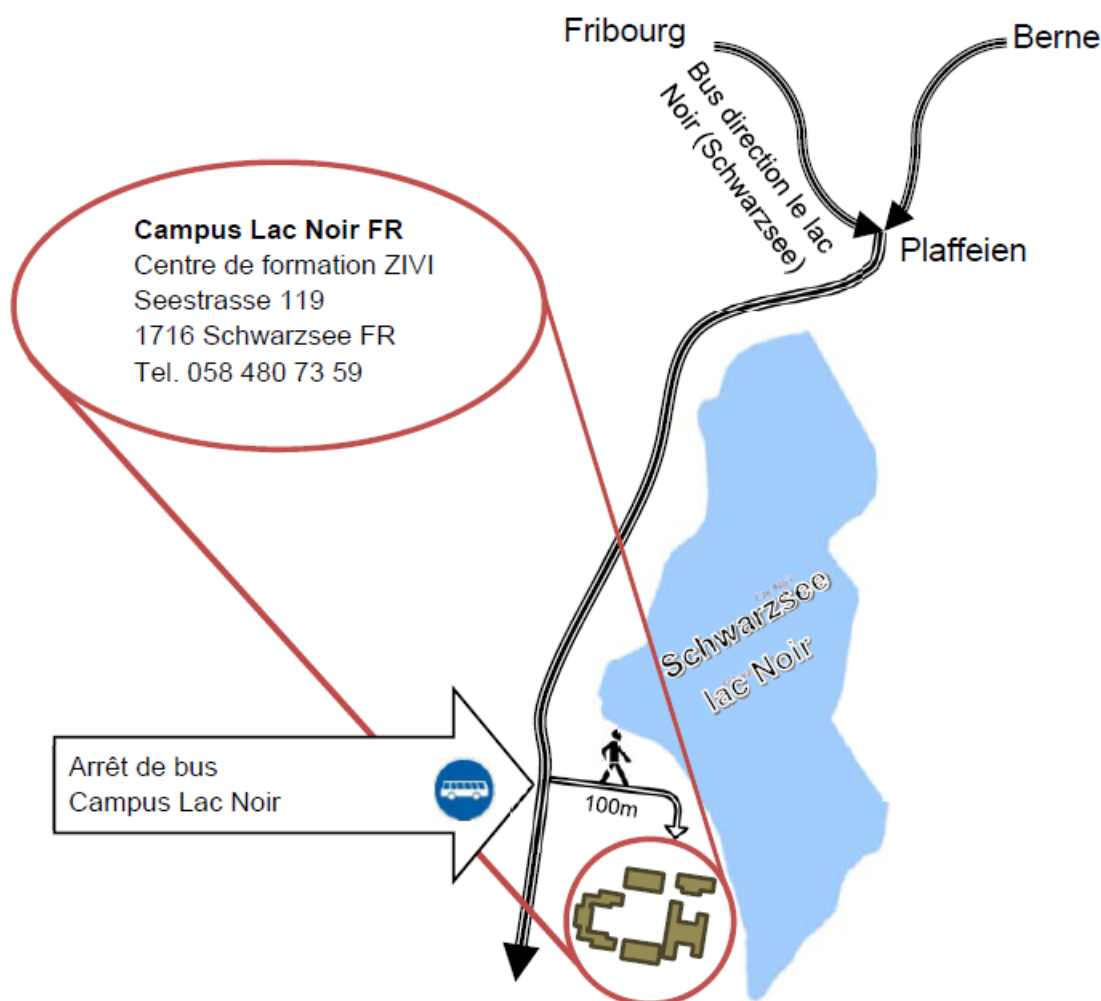 Fribourg
Berne
Bus direction le lac
Noir (Schwarzsee)
Plaffeien
Campus Lac Noir FR
Centre de formation ZIVI
Seestrasse 119
1716 Schwarzsee FR
Tel. 058 480 73 59
Schwarzsee
lac Noir
Arrêt de bus
Campus Lac Noir
100m